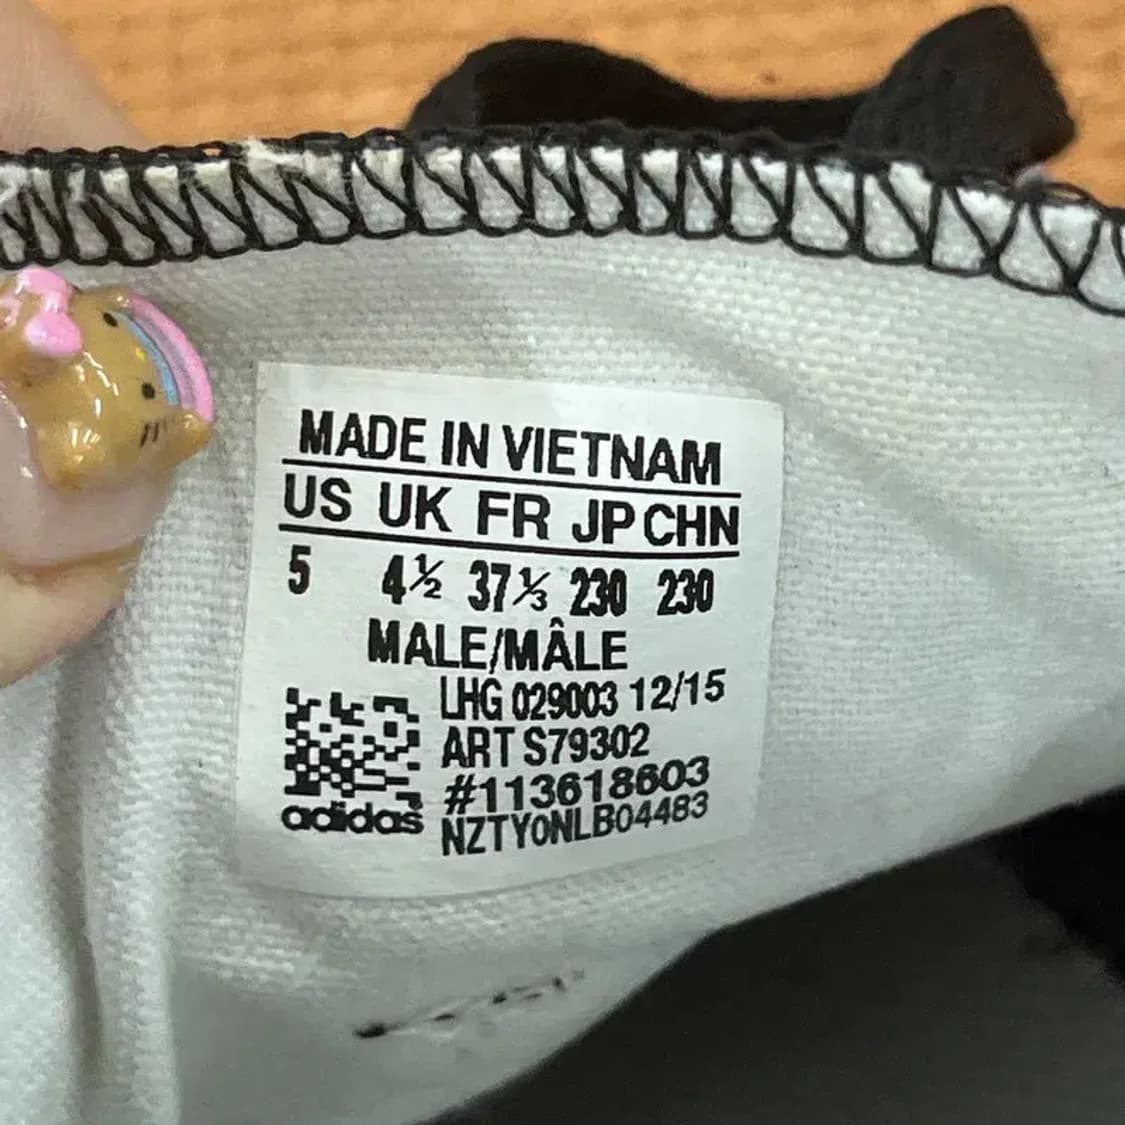 MADE IN VIETNAM
US UK FR JP CHN
5 4½ 37⅓ 230 230
MALE/MÂLE
LHG 029003 12/15
ART S79302
#113618603
adidas NZTY0NLB04483